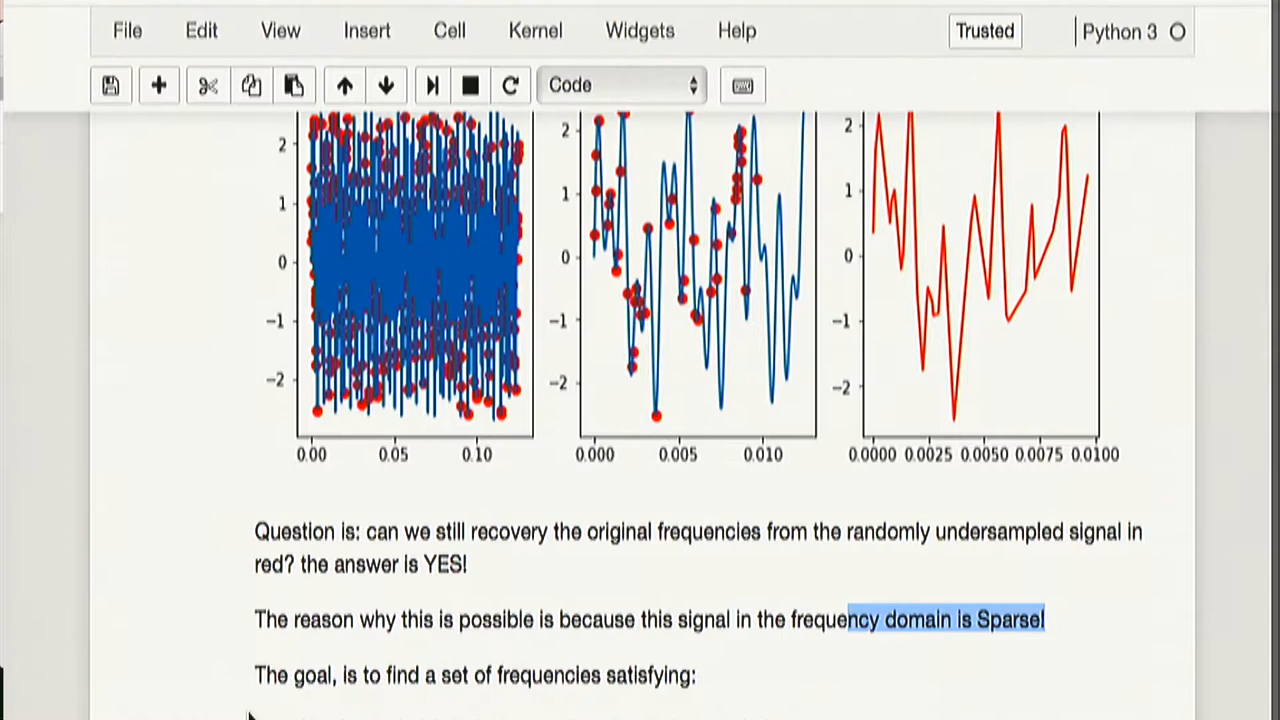 File Edit View Insert Cell Kernel Widgets Help Trusted Python 3
Code
2 2 2
1 1 1
0 0 0
−1 −1 −1
−2 −2 −2
0.00 0.05 0.10 0.000 0.005 0.010 0.0000 0.0025 0.0050 0.0075 0.0100
Question is: can we still recovery the original frequencies from the randomly undersampled signal in
red? the answer is YES!
The reason why this is possible is because this signal in the frequency domain is Sparse!
The goal, is to find a set of frequencies satisfying: